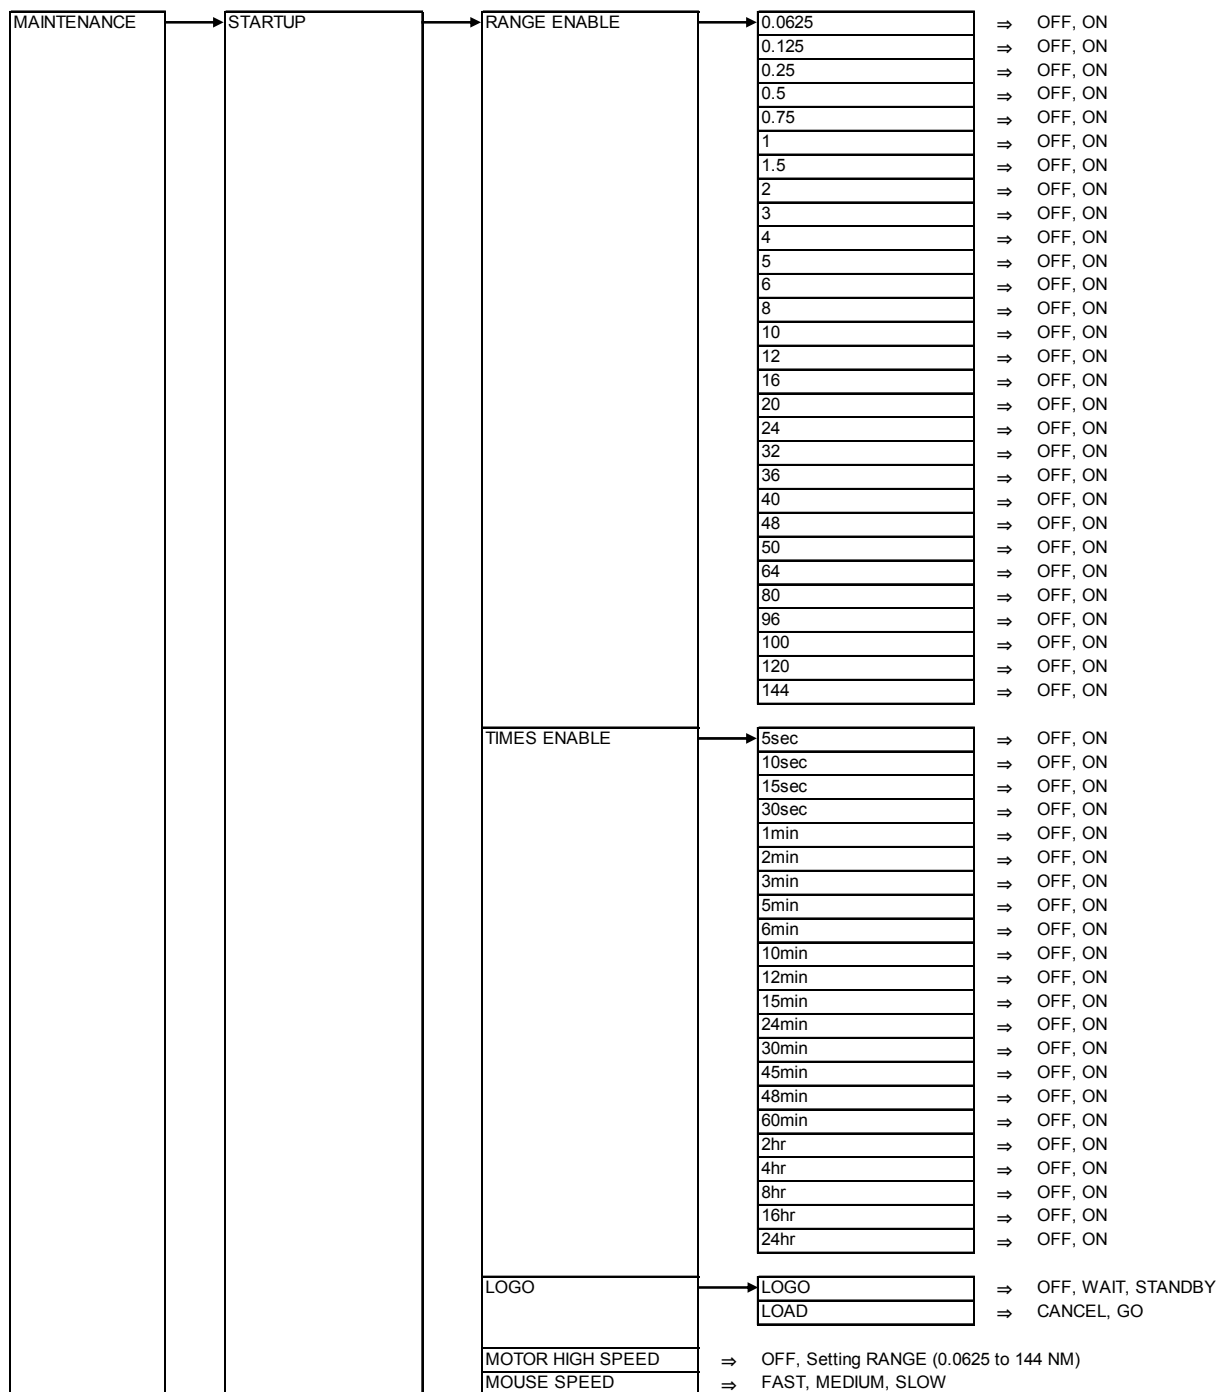 MAINTENANCE STARTUP RANGE ENABLE 0.0625 ⇒ OFF, ON
0.125 ⇒ OFF, ON
0.25 ⇒ OFF, ON
0.5 ⇒ OFF, ON
0.75 ⇒ OFF, ON
1 ⇒ OFF, ON
1.5 ⇒ OFF, ON
2 ⇒ OFF, ON
3 ⇒ OFF, ON
4 ⇒ OFF, ON
5 ⇒ OFF, ON
6 ⇒ OFF, ON
8 ⇒ OFF, ON
10 ⇒ OFF, ON
12 ⇒ OFF, ON
16 ⇒ OFF, ON
20 ⇒ OFF, ON
24 ⇒ OFF, ON
32 ⇒ OFF, ON
36 ⇒ OFF, ON
40 ⇒ OFF, ON
48 ⇒ OFF, ON
50 ⇒ OFF, ON
64 ⇒ OFF, ON
80 ⇒ OFF, ON
96 ⇒ OFF, ON
100 ⇒ OFF, ON
120 ⇒ OFF, ON
144 ⇒ OFF, ON
TIMES ENABLE 5sec ⇒ OFF, ON
10sec ⇒ OFF, ON
15sec ⇒ OFF, ON
30sec ⇒ OFF, ON
1min ⇒ OFF, ON
2min ⇒ OFF, ON
3min ⇒ OFF, ON
5min ⇒ OFF, ON
6min ⇒ OFF, ON
10min ⇒ OFF, ON
12min ⇒ OFF, ON
15min ⇒ OFF, ON
24min ⇒ OFF, ON
30min ⇒ OFF, ON
45min ⇒ OFF, ON
48min ⇒ OFF, ON
60min ⇒ OFF, ON
2hr ⇒ OFF, ON
4hr ⇒ OFF, ON
8hr ⇒ OFF, ON
16hr ⇒ OFF, ON
24hr ⇒ OFF, ON
LOGO LOGO ⇒ OFF, WAIT, STANDBY
LOAD ⇒ CANCEL, GO
MOTOR HIGH SPEED ⇒ OFF, Setting RANGE (0.0625 to 144 NM)
MOUSE SPEED ⇒ FAST, MEDIUM, SLOW